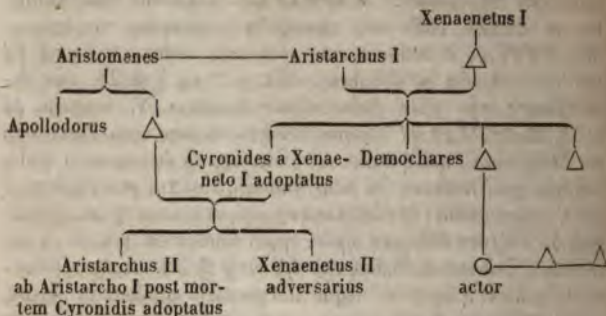 Xenaenetus I
Aristomenes Aristarchus I
Apollodorus
Cyronides a Xenae- Demochares
neto I adoptatus
Aristarchus II Xenaenetus II actor
ab Aristarcho I post mor- adversarius
tem Cyronidis adoptatus